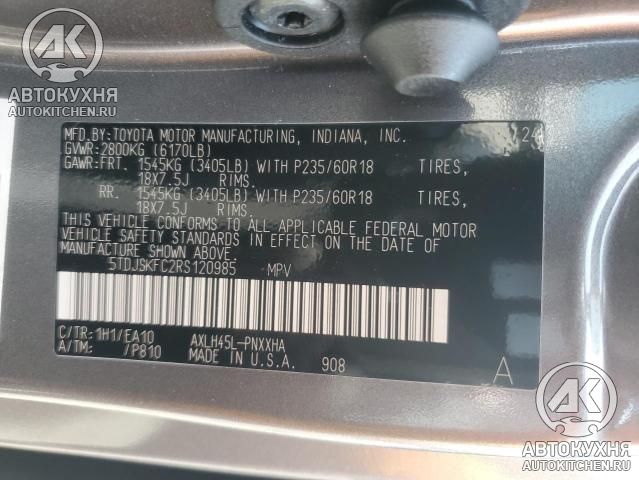 АК
АВТОКУХНЯ
AUTOKITCHEN.RU
MFD.BY:TOYOTA MOTOR MANUFACTURING, INDIANA, INC. 24
GVWR:2800KG (6170LB)
GAWR:FRT. 1545KG (3405LB) WITH P235/60R18 TIRES,
18X7.5J RIMS.
RR. 1545KG (3405LB) WITH P235/60R18 TIRES,
18X7.5J RIMS.
THIS VEHICLE CONFORMS TO ALL APPLICABLE FEDERAL MOTOR
VEHICLE SAFETY STANDARDS IN EFFECT ON THE DATE OF
MANUFACTURE SHOWN ABOVE.
5TDJSKFC2RS120985 MPV
C/TR:1H1/EA10 AXLH45L-PNXXHA
A/TM: /P810 MADE IN U.S.A. 908
A
АК
АВТОКУХНЯ
AUTOKITCHEN.RU